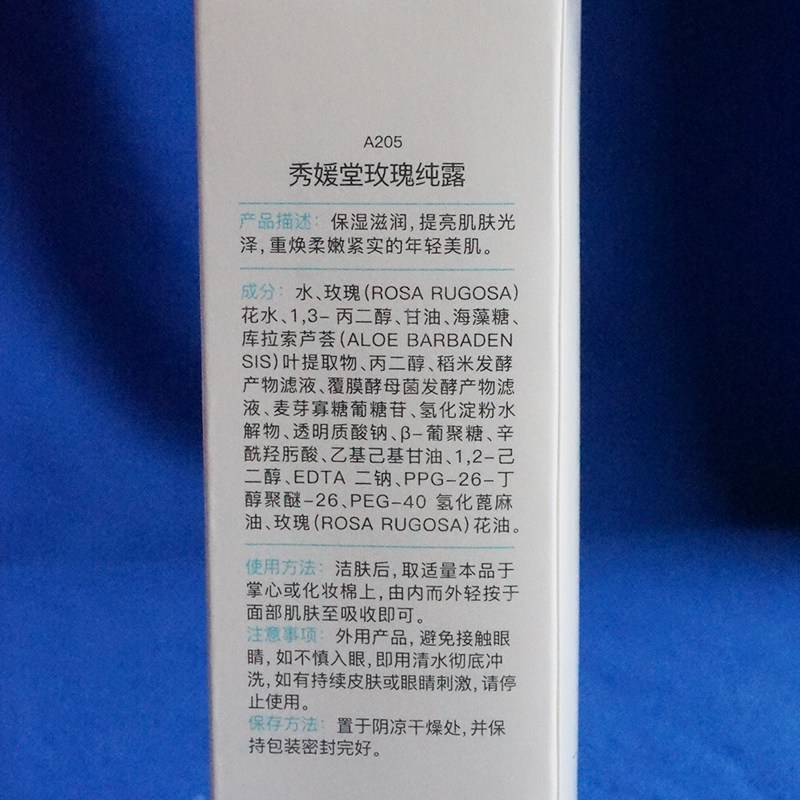 A205
秀媛堂玫瑰纯露
产品描述：保湿滋润,提亮肌肤光
泽,重焕柔嫩紧实的年轻美肌。
成分：水、玫瑰(ROSA RUGOSA)
花水、1,3-丙二醇、甘油、海藻糖、
库拉索芦荟(ALOE BARBADEN
SIS)叶提取物、丙二醇、稻米发酵
产物滤液、覆膜酵母菌发酵产物滤
液、麦芽寡糖葡糖苷、氢化淀粉水
解物、透明质酸钠、β-葡聚糖、辛
酰羟肟酸、乙基己基甘油、1,2-己
二醇、EDTA 二钠、PPG-26-丁
醇聚醚-26、PEG-40 氢化蓖麻
油、玫瑰(ROSA RUGOSA)花油。
使用方法：洁肤后,取适量本品于
掌心或化妆棉上,由内而外轻按于
面部肌肤至吸收即可。
注意事项：外用产品,避免接触眼
睛,如不慎入眼,即用清水彻底冲
洗,如有持续皮肤或眼睛刺激,请停
止使用。
保存方法：置于阴凉干燥处,并保
持包装密封完好。